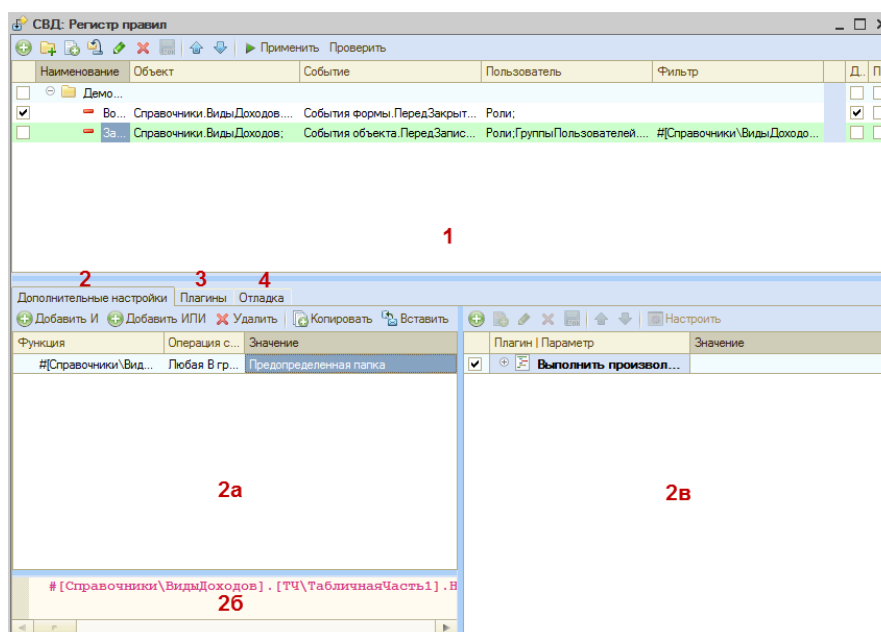 СВД: Регистр правил
Применить Проверить
Наименование Объект Событие Пользователь Фильтр Д.. П
Демо...
Во... Справочники.ВидыДоходов.... События формы.ПередЗакрыт... Роли;
За... Справочники.ВидыДоходов; События объекта.ПередЗапис... Роли;ГруппыПользователей.... #[Справочники\ВидыДоходо...
1
2 3 4
Дополнительные настройки Плагины Отладка
Добавить И Добавить ИЛИ Удалить Копировать Вставить Настроить
Функция Операция с... Значение Плагин | Параметр Значение
#[Справочники\Вид... Любая В гр... Предопределенная папка Выполнить произвол...
2а 2в
#[Справочники\ВидыДоходов].[ТЧ\ТабличнаяЧасть1].Н
2б